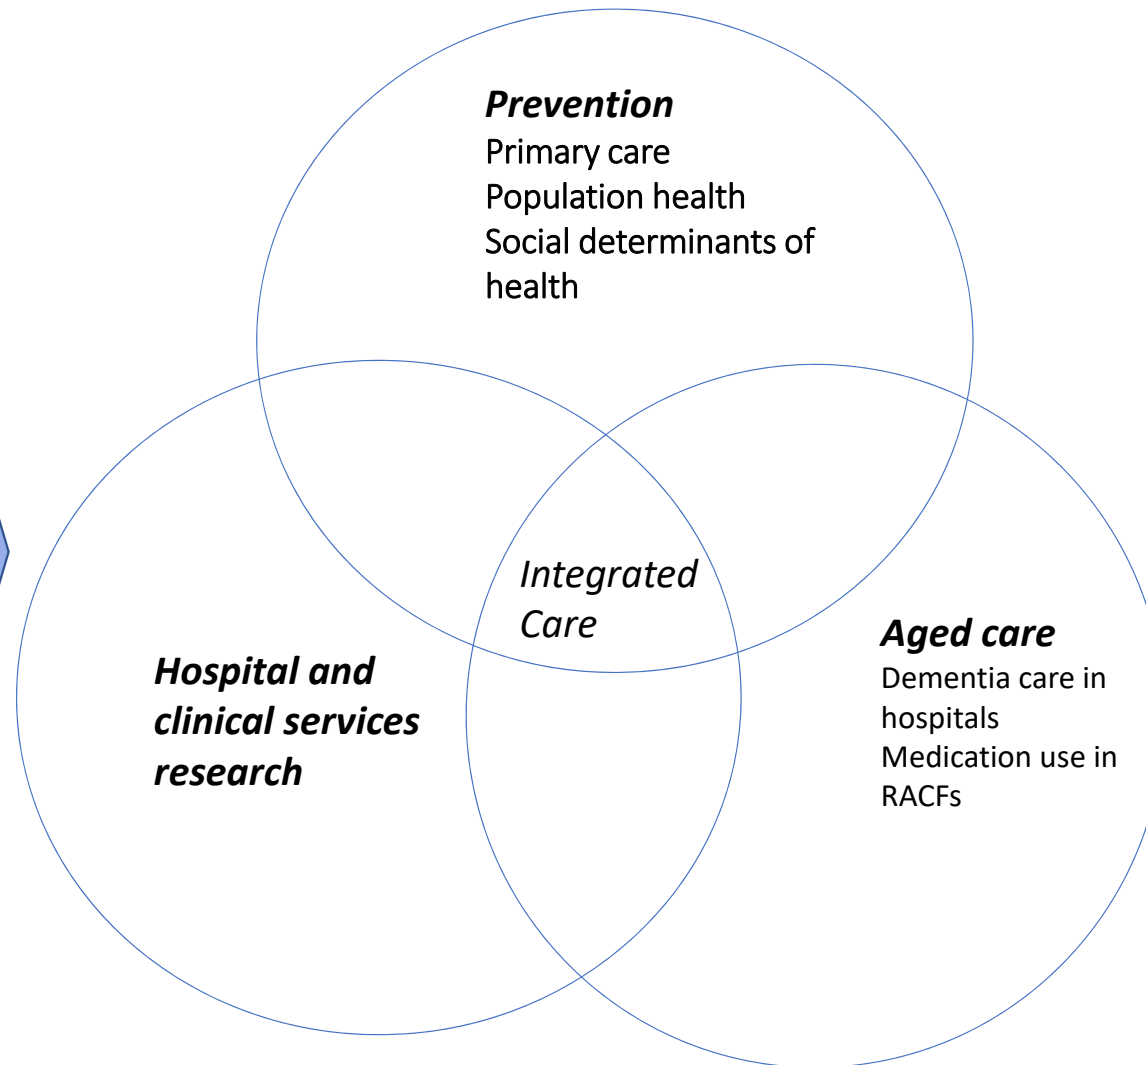 Prevention
Primary care
Population health
Social determinants of
health
Integrated
Care
Hospital and
clinical services
research
Aged care
Dementia care in
hospitals
Medication use in
RACFs